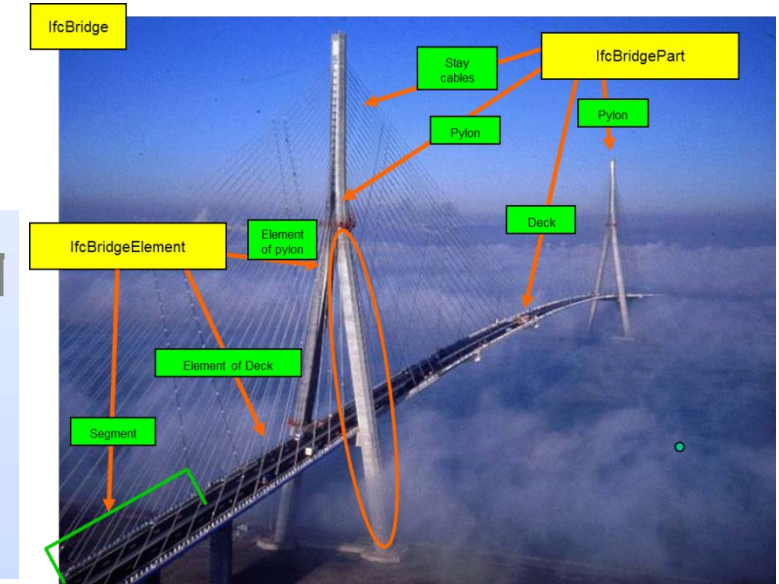 IfcBridge
Stay
cables
IfcBridgePart
Pylon
Pylon
Deck
IfcBridgeElement
Element
of pylon
Element of Deck
Segment